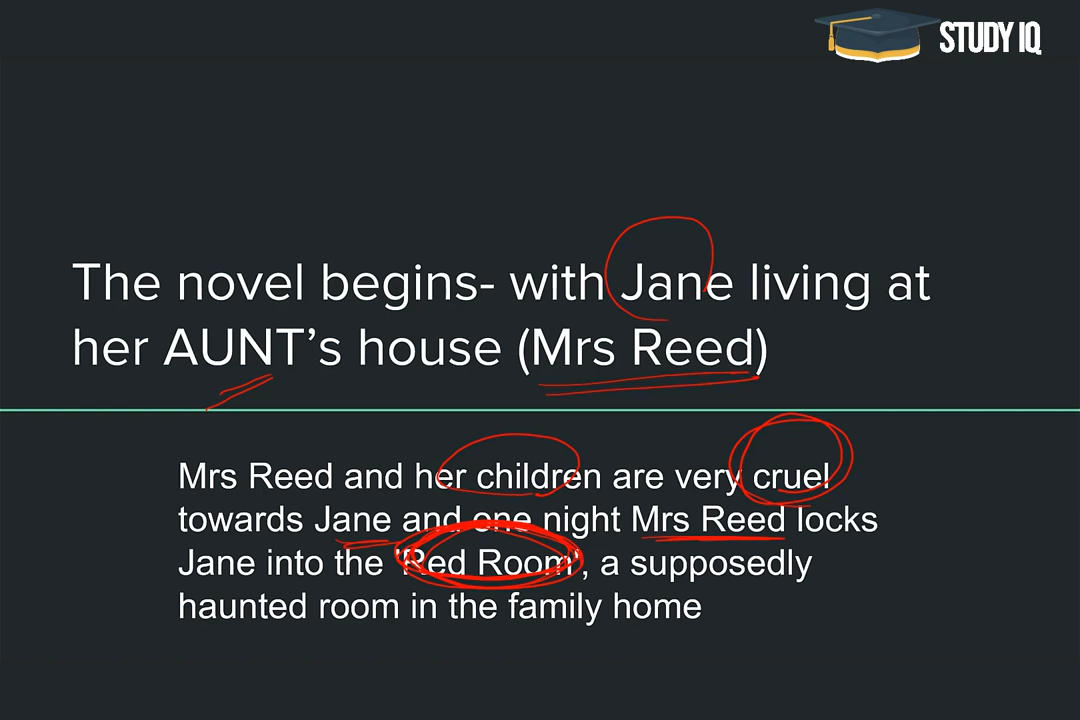 STUDY IQ
The novel begins- with Jane living at
her AUNT’s house (Mrs Reed)
Mrs Reed and her children are very cruel
towards Jane and one night Mrs Reed locks
Jane into the 'Red Room', a supposedly
haunted room in the family home